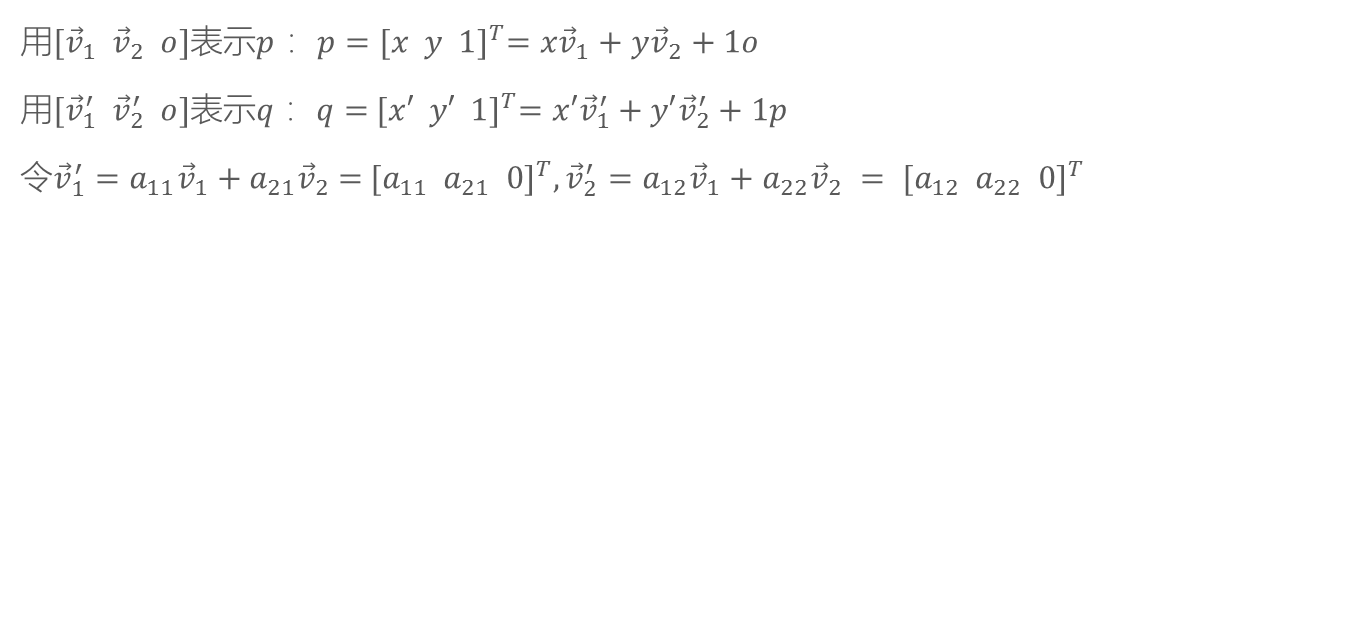 用[v⃗₁ v⃗₂ o]表示p： p = [x y 1]ᵀ= xv⃗₁ + yv⃗₂ + 1o
用[v⃗′₁ v⃗′₂ o]表示q： q = [x′ y′ 1]ᵀ= x′v⃗′₁ + y′v⃗′₂ + 1p
令v⃗′₁ = a₁₁v⃗₁ + a₂₁v⃗₂ = [a₁₁ a₂₁ 0]ᵀ, v⃗′₂ = a₁₂v⃗₁ + a₂₂v⃗₂ = [a₁₂ a₂₂ 0]ᵀ